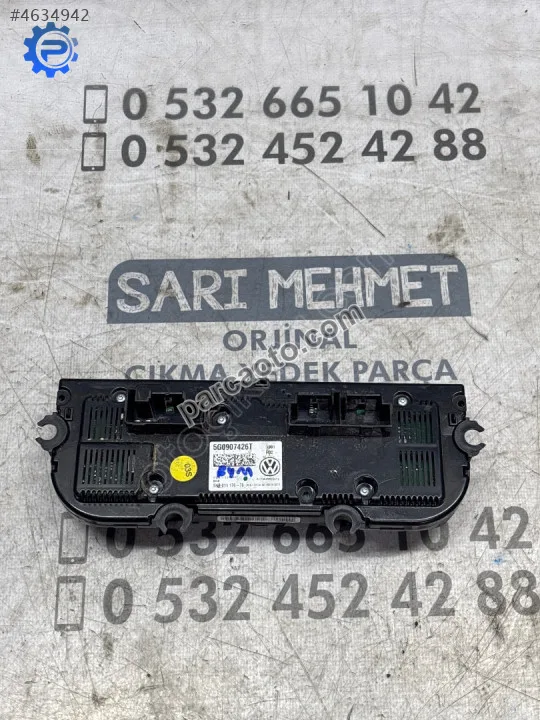 #4634942
0 532 665 10 42
0 532 452 42 88
SARI MEHMET
ORJİNAL
ÇIKMA YEDEK PARÇA
parcaoto.com
5G0907426T
03S
0 532 665 10 42
0 532 452 42 88